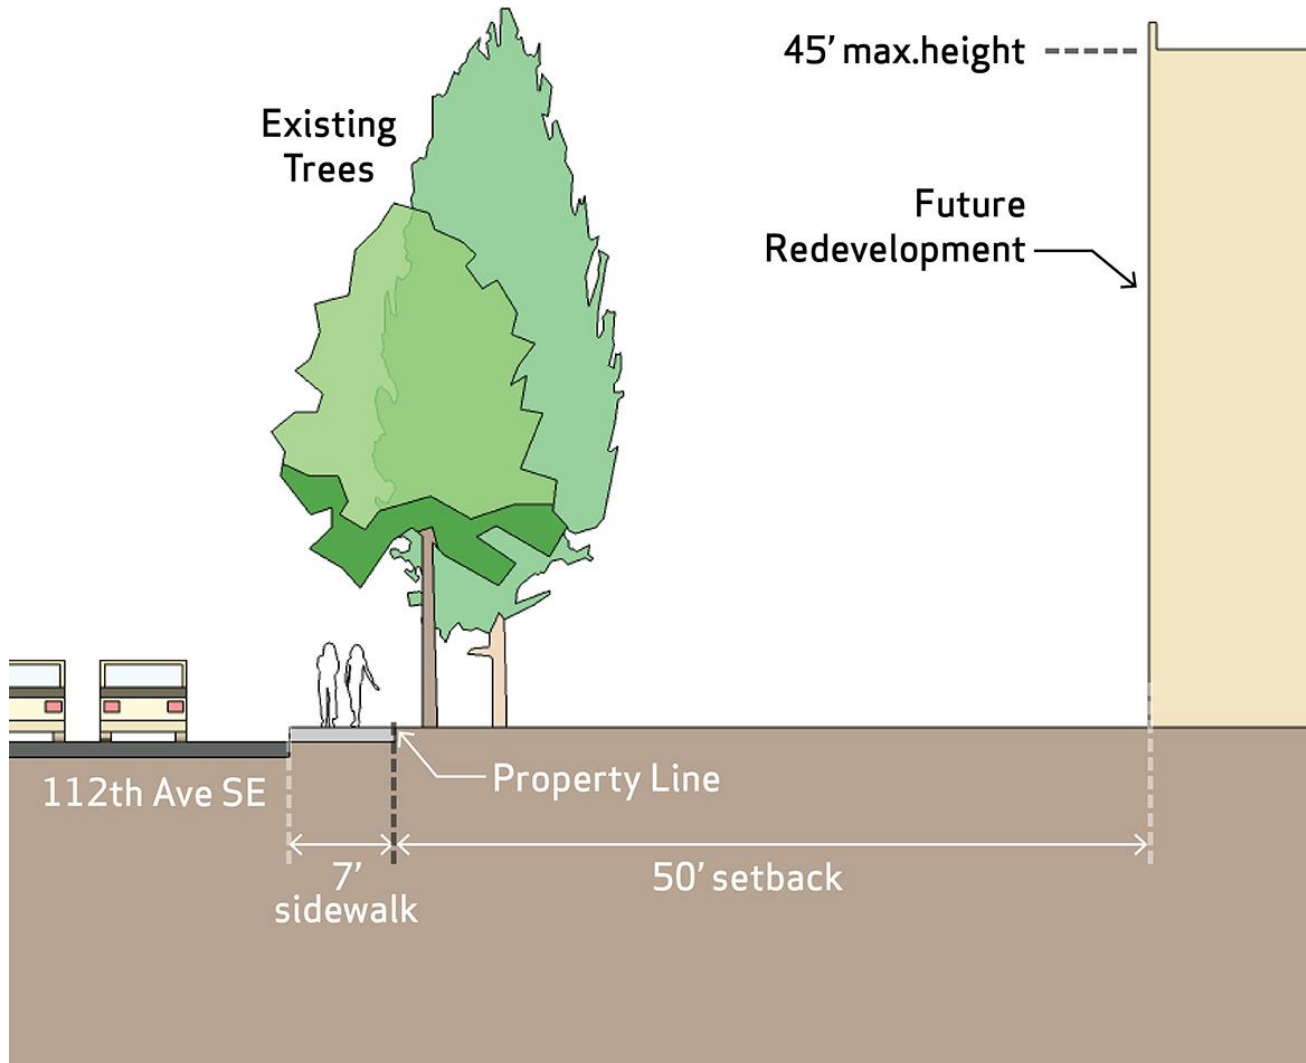 45’ max.height
Existing
Trees
Future
Redevelopment
Property Line
112th Ave SE
7’
sidewalk
50’ setback